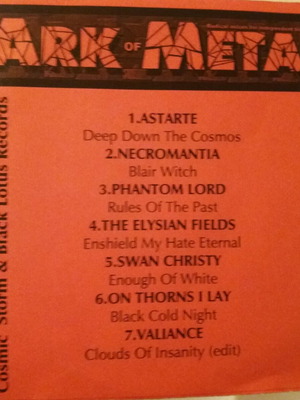 ARK OF META
1.ASTARTE
Deep Down The Cosmos
2.NECROMANTIA
Blair Witch
3.PHANTOM LORD
Rules Of The Past
4.THE ELYSIAN FIELDS
Enshield My Hate Eternal
5.SWAN CHRISTY
Enough Of White
6.ON THORNS I LAY
Black Cold Night
7.VALIANCE
Clouds Of Insanity (edit)
Cosmic Storm & Black Lotus Records